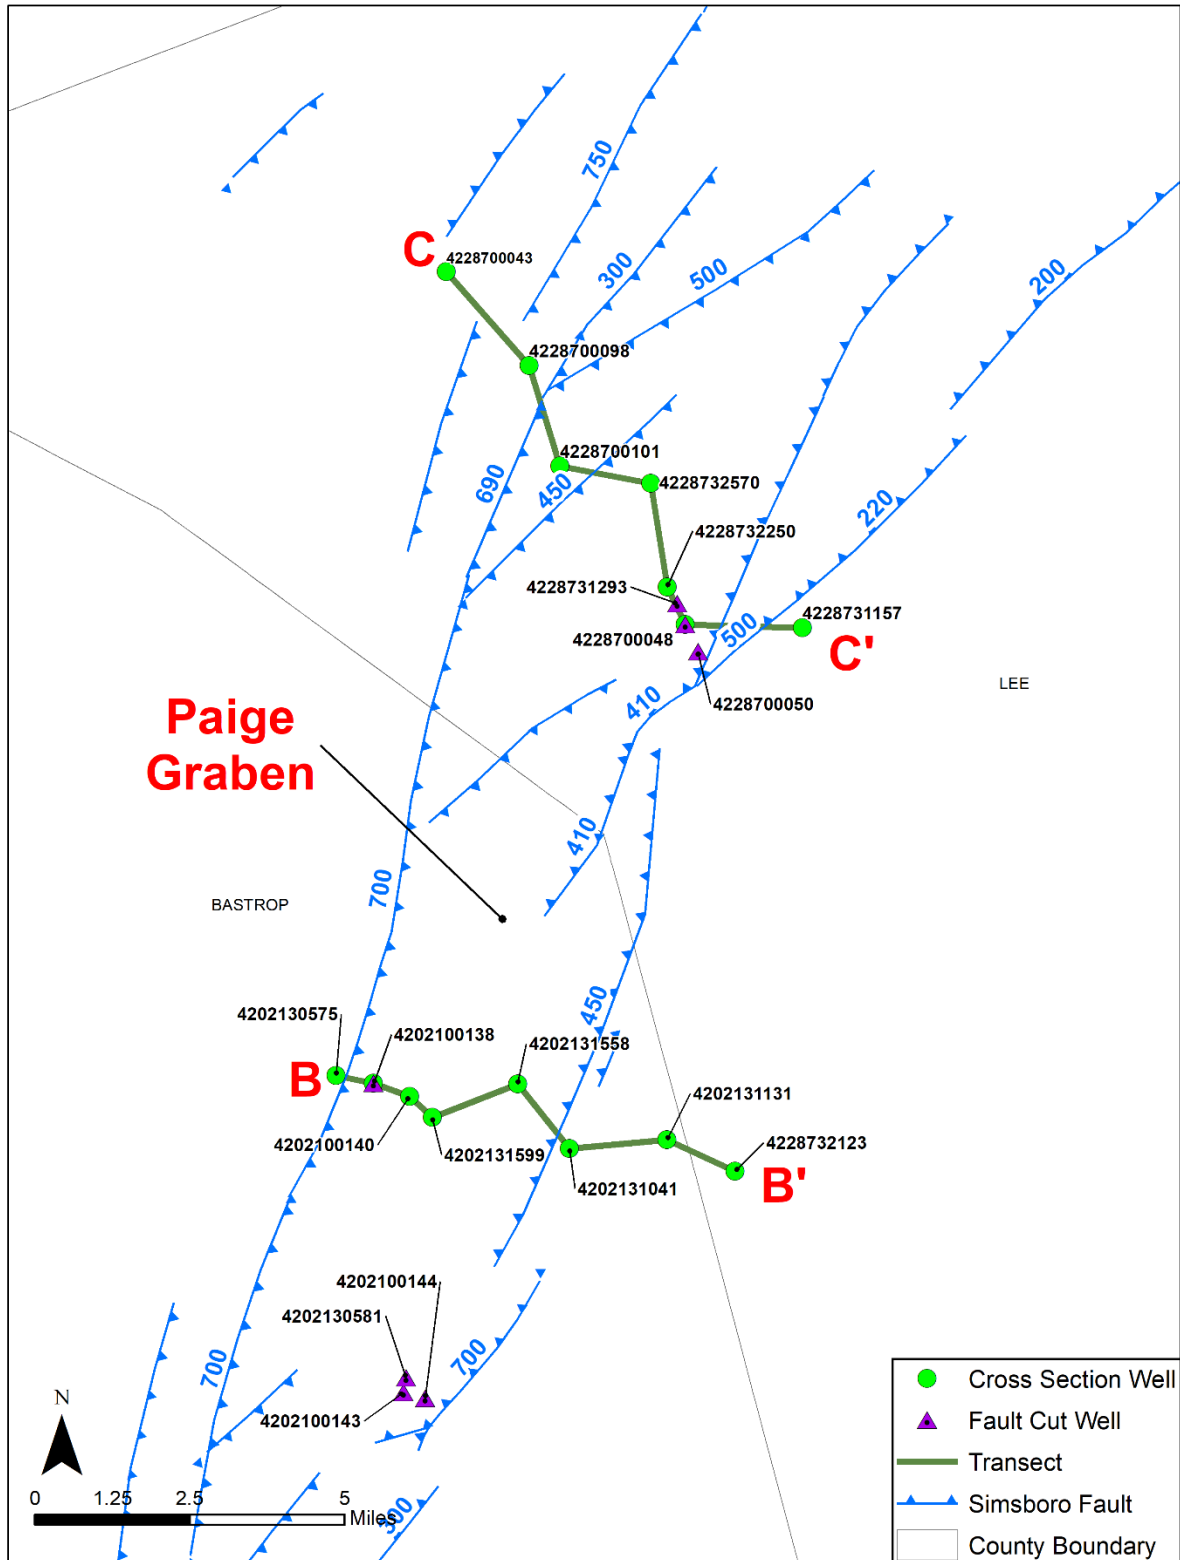 750
C
4228700043
300
500
200
4228700098
4228700101
690
450
4228732570
220
4228732250
4228731293
4228731157
4228700048
500
C'
LEE
410
4228700050
Paige
Graben
410
700
BASTROP
450
4202130575
4202100138
4202131558
B
4202131131
4202100140
4202131599
4228732123
4202131041
B'
4202100144
4202130581
700
700
4202100143
300
N
0 1.25 2.5 5
Miles
Cross Section Well
Fault Cut Well
Transect
Simsboro Fault
County Boundary